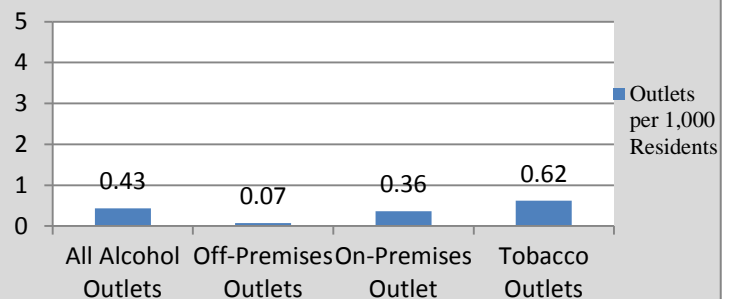 5
4
3
2
1
0
0.43
0.07
0.36
0.62
All Alcohol Outlets
Off-Premises Outlets
On-Premises Outlet
Tobacco Outlets
Outlets
per 1,000
Residents